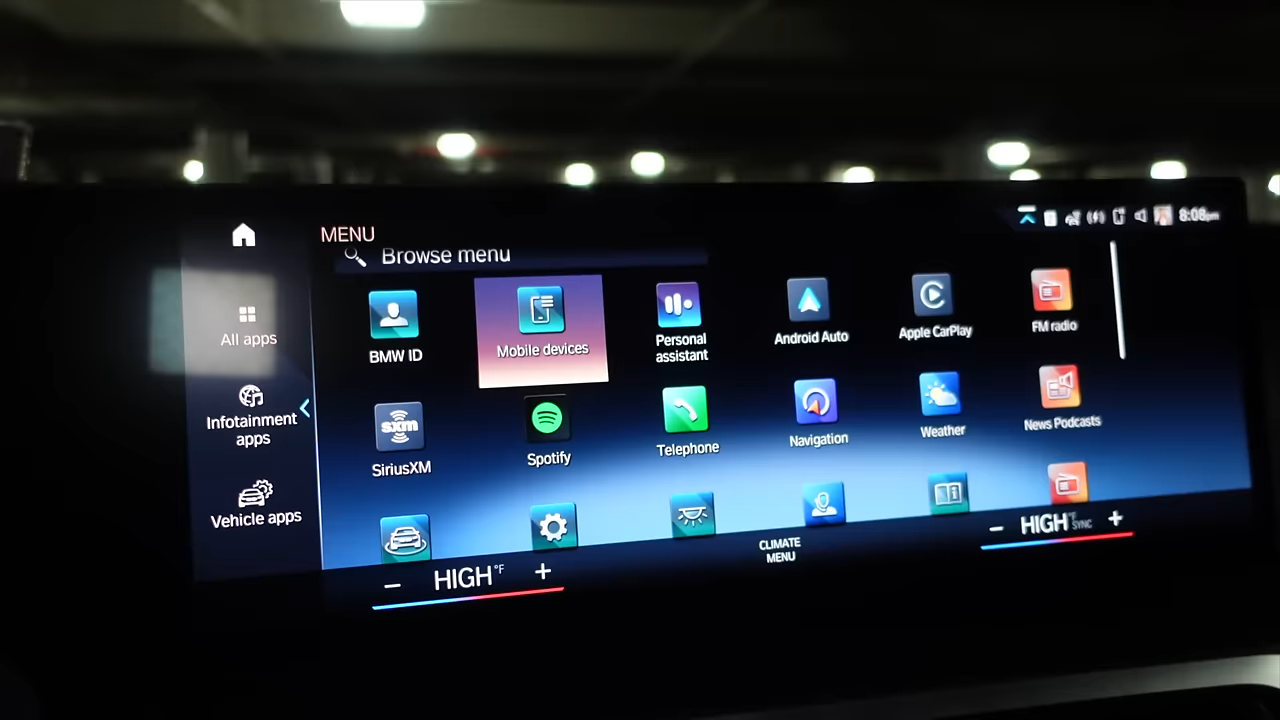 MENU
8:08pm
Browse menu
All apps
Infotainment
apps
Vehicle apps
BMW ID
Mobile devices
Personal
assistant
Android Auto
Apple CarPlay
FM radio
sxm
SiriusXM
Spotify
Telephone
Navigation
Weather
News Podcasts
− HIGH °F +
CLIMATE
MENU
− HIGH °F SYNC +